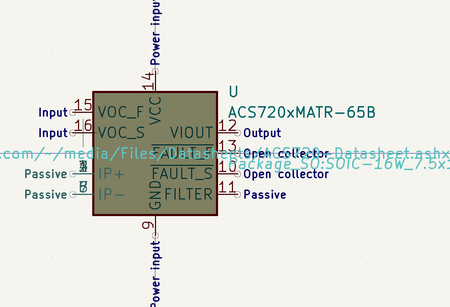 Power input
14
U
ACS720xMATR-65B
Input 15 VOC_F
VCC
Input 16 VOC_S
VIOUT 12 Output
.com/~/media/Files/Datasheets/ACS720-Datasheet.ashx
FAULT_F 13 Open collector
Package_SO:SOIC-16W_7.5x
Passive IP+
FAULT_S 10 Open collector
Passive IP-
GND
FILTER 11 Passive
9
Power input